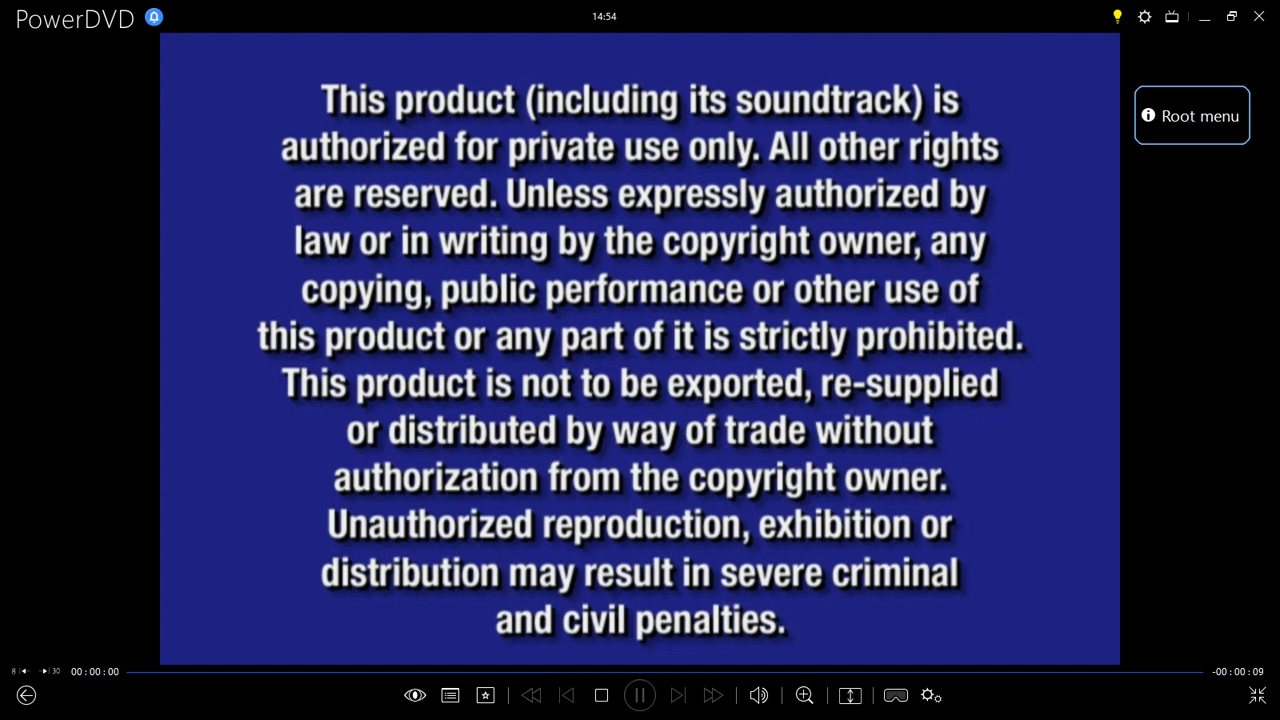 PowerDVD
14:54
This product (including its soundtrack) is
authorized for private use only. All other rights
are reserved. Unless expressly authorized by
law or in writing by the copyright owner, any
copying, public performance or other use of
this product or any part of it is strictly prohibited.
This product is not to be exported, re-supplied
or distributed by way of trade without
authorization from the copyright owner.
Unauthorized reproduction, exhibition or
distribution may result in severe criminal
and civil penalties.
Root menu
8 30 00:00:00
-00:00:09